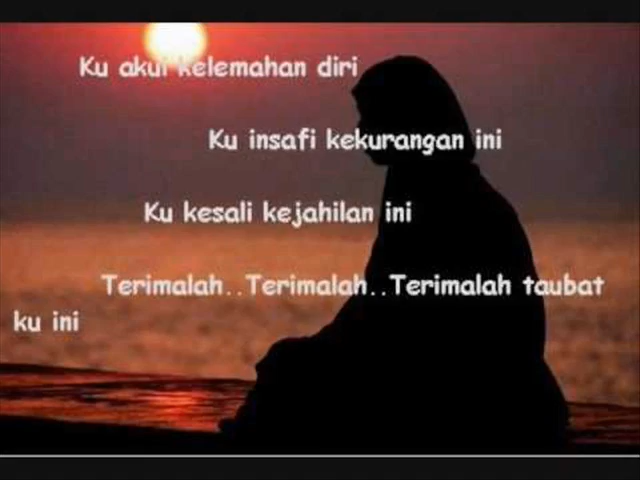 Ku akui kelemahan diri
Ku insafi kekurangan ini
Ku kesali kejahilan ini
Terimalah..Terimalah..Terimalah taubat
ku ini